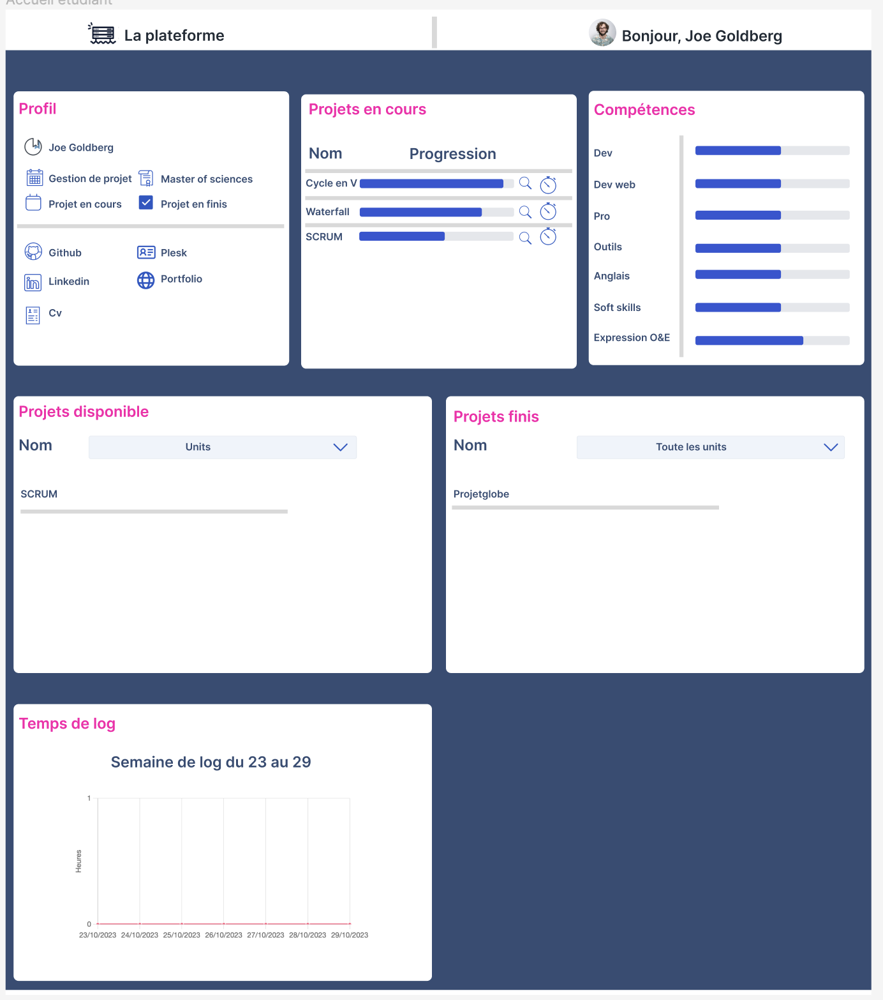 Accueil étudiant
La plateforme
Bonjour, Joe Goldberg
Profil
Joe Goldberg
Gestion de projet
Master of sciences
Projet en cours
Projet en finis
Github
Plesk
Linkedin
Portfolio
Cv
Projets en cours
Nom
Progression
Cycle en V
Waterfall
SCRUM
Compétences
Dev
Dev web
Pro
Outils
Anglais
Soft skills
Expression O&E
Projets disponible
Nom
Units
SCRUM
Projets finis
Nom
Toute les units
Projetglobe
Temps de log
Semaine de log du 23 au 29
1
Heures
0
23/10/2023 24/10/2023 25/10/2023 26/10/2023 27/10/2023 28/10/2023 29/10/2023